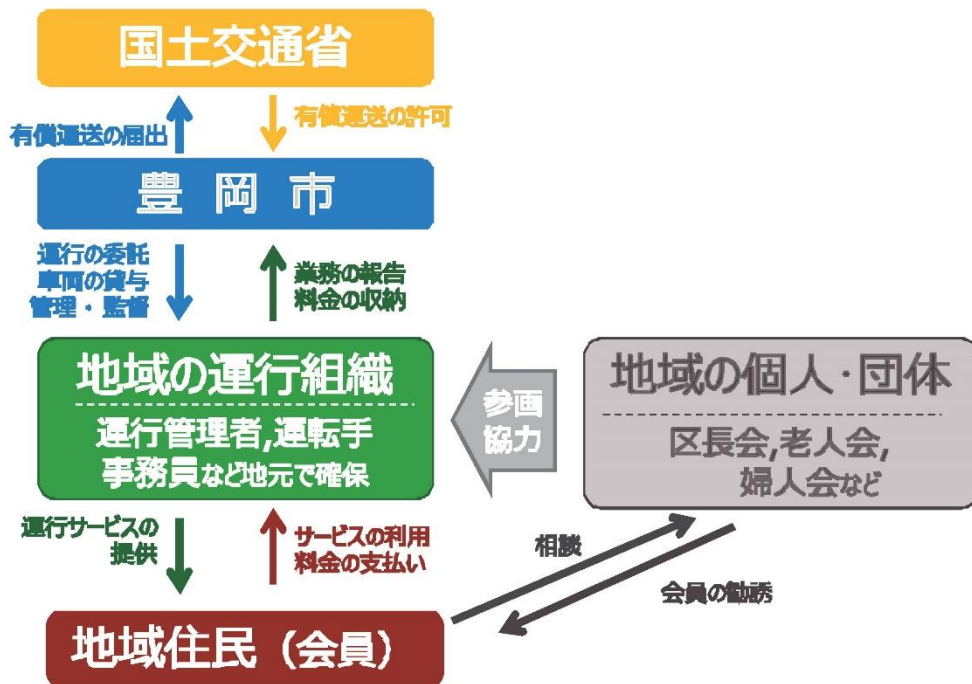 国土交通省
有償運送の届出
有償運送の許可
豊岡市
運行の委託
車両の貸与
管理・監督
業務の報告
料金の収納
地域の運行組織
運行管理者,運転手
事務員など地元で確保
参画
協力
地域の個人・団体
区長会,老人会,
婦人会など
運行サービスの
提供
サービスの利用
料金の支払い
相談
会員の勧誘
地域住民（会員）